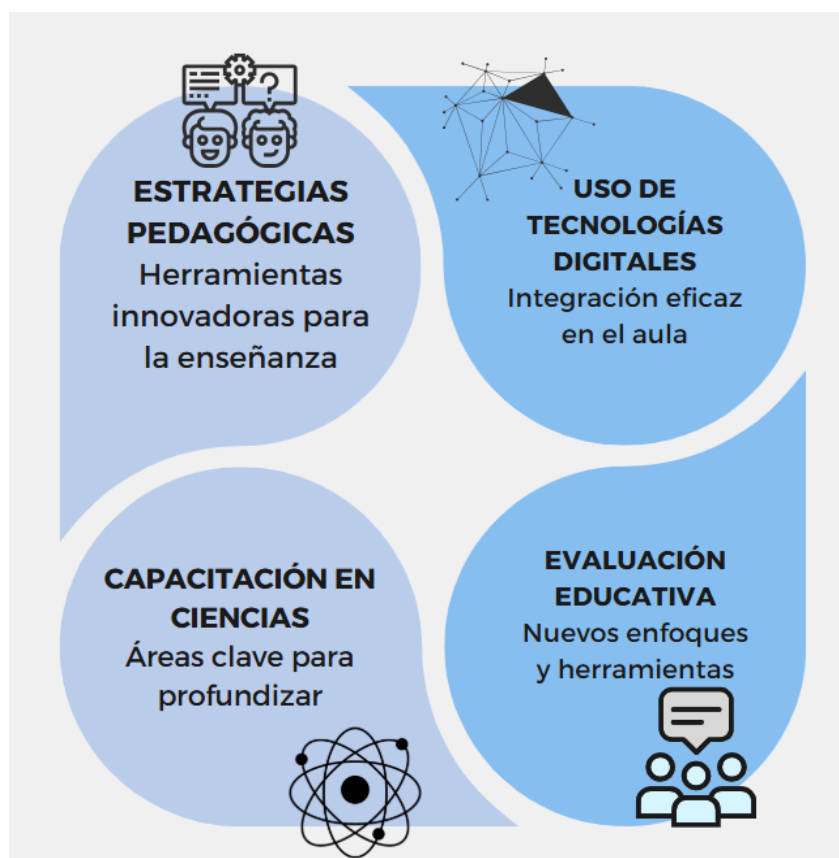 ESTRATEGIAS
PEDAGÓGICAS
Herramientas
innovadoras para
la enseñanza
USO DE
TECNOLOGÍAS
DIGITALES
Integración eficaz
en el aula
CAPACITACIÓN EN
CIENCIAS
Áreas clave para
profundizar
EVALUACIÓN
EDUCATIVA
Nuevos enfoques
y herramientas